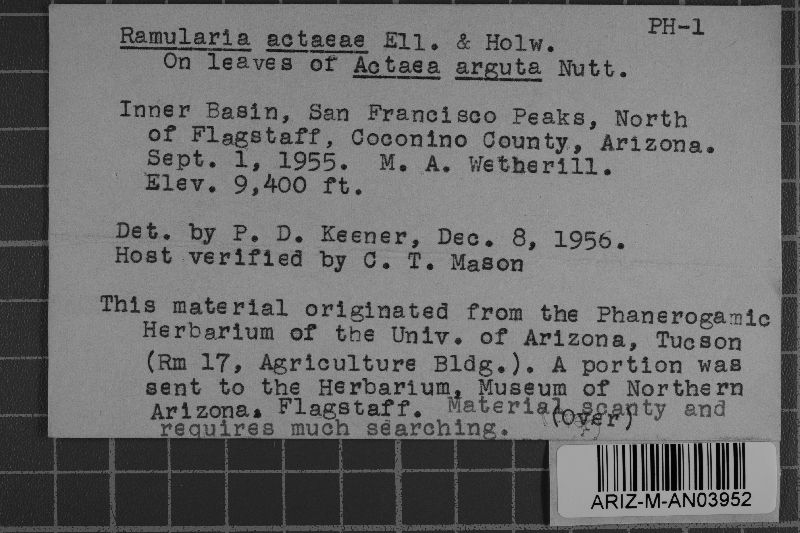 PH-1
Ramularia actaeae Ell. & Holw.
On leaves of Actaea arguta Nutt.
Inner Basin, San Francisco Peaks, North
of Flagstaff, Coconino County, Arizona.
Sept. 1, 1955. M. A. Wetherill.
Elev. 9,400 ft.
Det. by P. D. Keener, Dec. 8, 1956.
Host verified by C. T. Mason
This material originated from the Phanerogamic
Herbarium of the Univ. of Arizona, Tucson
(Rm 17, Agriculture Bldg.). A portion was
sent to the Herbarium, Museum of Northern
Arizona, Flagstaff. Material scanty and
requires much searching.
(Over)
ARIZ-M-AN03952